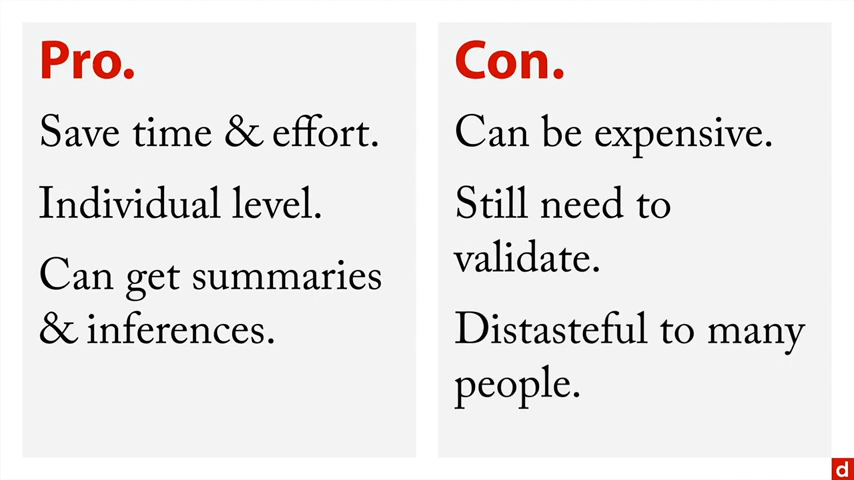 Pro.
Save time & effort.
Individual level.
Can get summaries
& inferences.
Con.
Can be expensive.
Still need to
validate.
Distasteful to many
people.
d